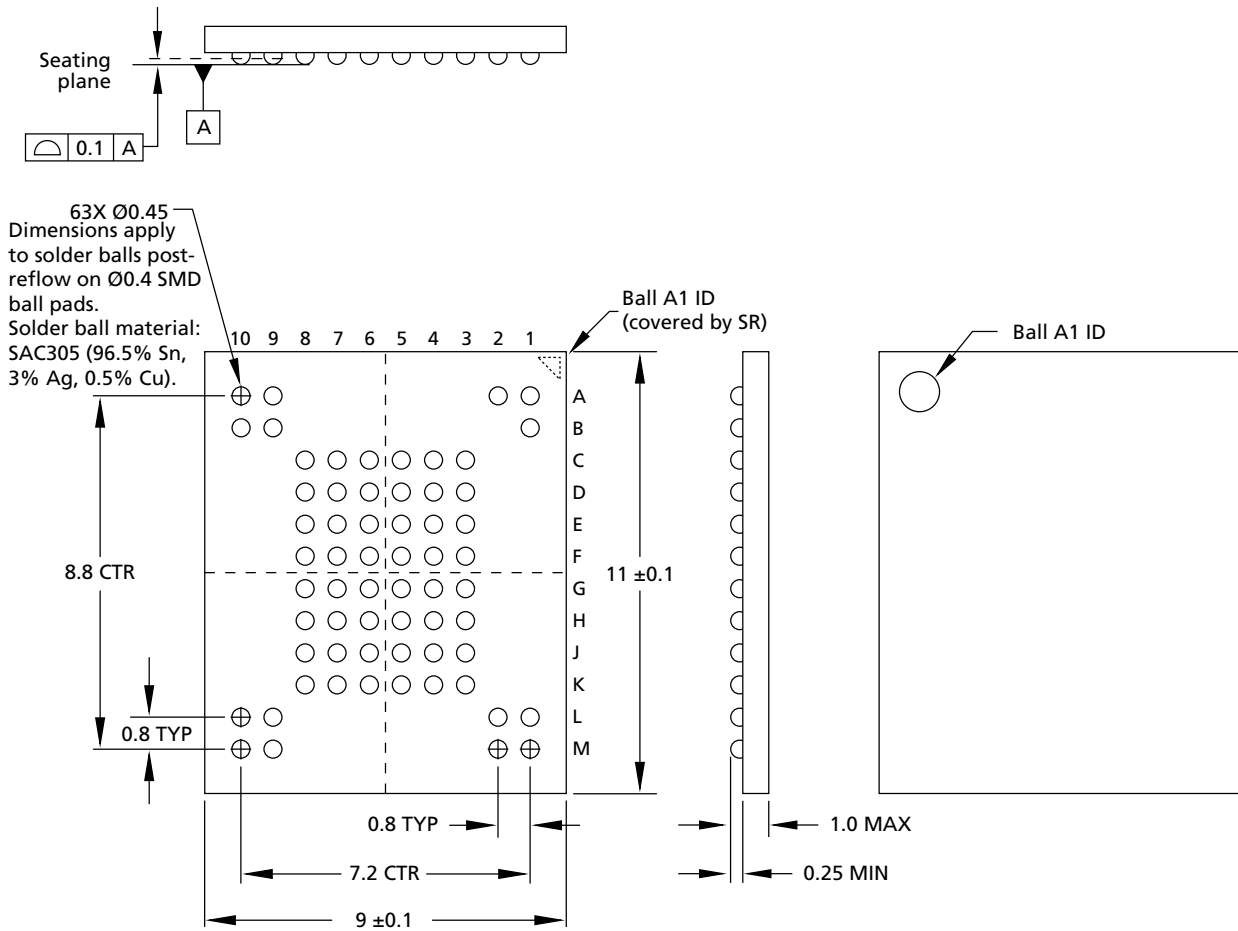 Seating
plane
A
0.1 A
63X Ø0.45
Dimensions apply
to solder balls post-
reflow on Ø0.4 SMD
ball pads.
Solder ball material:
SAC305 (96.5% Sn,
3% Ag, 0.5% Cu).
Ball A1 ID
(covered by SR)
Ball A1 ID
10 9 8 7 6 5 4 3 2 1
A
B
C
D
E
F
G
H
J
K
L
M
8.8 CTR
11 ±0.1
0.8 TYP
0.8 TYP
1.0 MAX
7.2 CTR
0.25 MIN
9 ±0.1